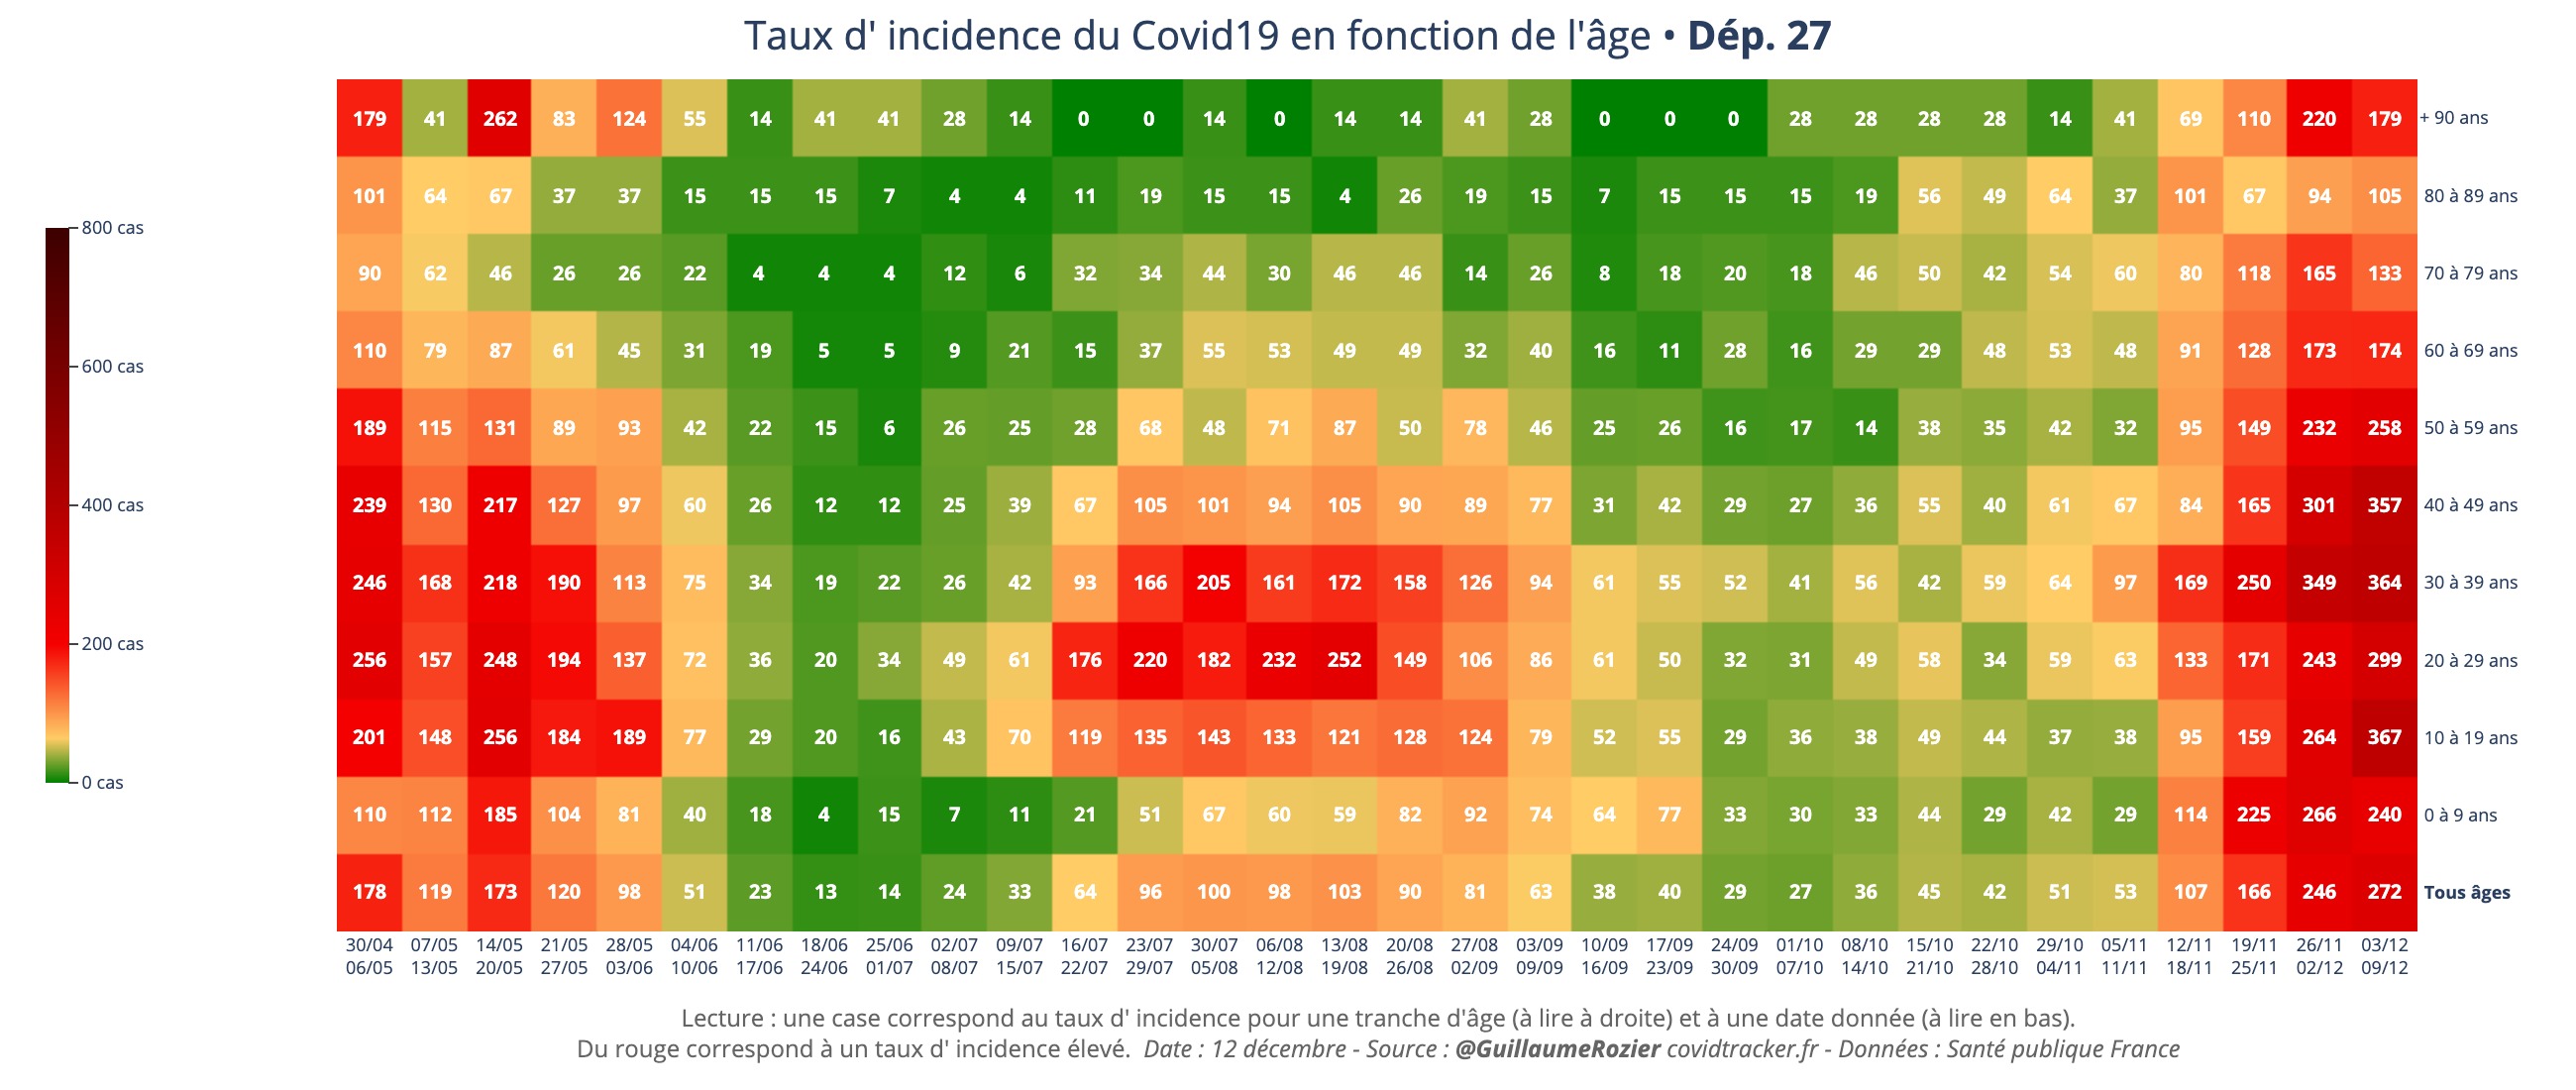 Taux d' incidence du Covid19 en fonction de l'âge • Dép. 27
179 41 262 83 124 55 14 41 41 28 14 0 0 14 0 14 14 41 28 0 0 0 28 28 28 28 14 41 69 110 220 179 + 90 ans
101 64 67 37 37 15 15 15 7 4 4 11 19 15 15 4 26 19 15 7 15 15 15 19 56 49 64 37 101 67 94 105 80 à 89 ans
800 cas
90 62 46 26 26 22 4 4 4 12 6 32 34 44 30 46 46 14 26 8 18 20 18 46 50 42 54 60 80 118 165 133 70 à 79 ans
110 79 87 61 45 31 19 5 5 9 21 15 37 55 53 49 49 32 40 16 11 28 16 29 29 48 53 48 91 128 173 174 60 à 69 ans
600 cas
189 115 131 89 93 42 22 15 6 26 25 28 68 48 71 87 50 78 46 25 26 16 17 14 38 35 42 32 95 149 232 258 50 à 59 ans
400 cas
239 130 217 127 97 60 26 12 12 25 39 67 105 101 94 105 90 89 77 31 42 29 27 36 55 40 61 67 84 165 301 357 40 à 49 ans
246 168 218 190 113 75 34 19 22 26 42 93 166 205 161 172 158 126 94 61 55 52 41 56 42 59 64 97 169 250 349 364 30 à 39 ans
200 cas
256 157 248 194 137 72 36 20 34 49 61 176 220 182 232 252 149 106 86 61 50 32 31 49 58 34 59 63 133 171 243 299 20 à 29 ans
201 148 256 184 189 77 29 20 16 43 70 119 135 143 133 121 128 124 79 52 55 29 36 38 49 44 37 38 95 159 264 367 10 à 19 ans
0 cas
110 112 185 104 81 40 18 4 15 7 11 21 51 67 60 59 82 92 74 64 77 33 30 33 44 29 42 29 114 225 266 240 0 à 9 ans
178 119 173 120 98 51 23 13 14 24 33 64 96 100 98 103 90 81 63 38 40 29 27 36 45 42 51 53 107 166 246 272 Tous âges
30/04 07/05 14/05 21/05 28/05 04/06 11/06 18/06 25/06 02/07 09/07 16/07 23/07 30/07 06/08 13/08 20/08 27/08 03/09 10/09 17/09 24/09 01/10 08/10 15/10 22/10 29/10 05/11 12/11 19/11 26/11 03/12
06/05 13/05 20/05 27/05 03/06 10/06 17/06 24/06 01/07 08/07 15/07 22/07 29/07 05/08 12/08 19/08 26/08 02/09 09/09 16/09 23/09 30/09 07/10 14/10 21/10 28/10 04/11 11/11 18/11 25/11 02/12 09/12
Lecture : une case correspond au taux d' incidence pour une tranche d'âge (à lire à droite) et à une date donnée (à lire en bas).
Du rouge correspond à un taux d' incidence élevé. Date : 12 décembre - Source : @GuillaumeRozier covidtracker.fr - Données : Santé publique France